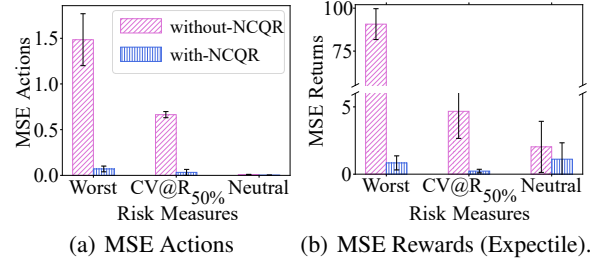 MSE Actions
1.5
1.0
0.5
0.0
without-NCQR
with-NCQR
Worst CV@R50% Neutral
Risk Measures
(a) MSE Actions
MSE Returns
100
75
5
0
Worst CV@R50% Neutral
Risk Measures
(b) MSE Rewards (Expectile).